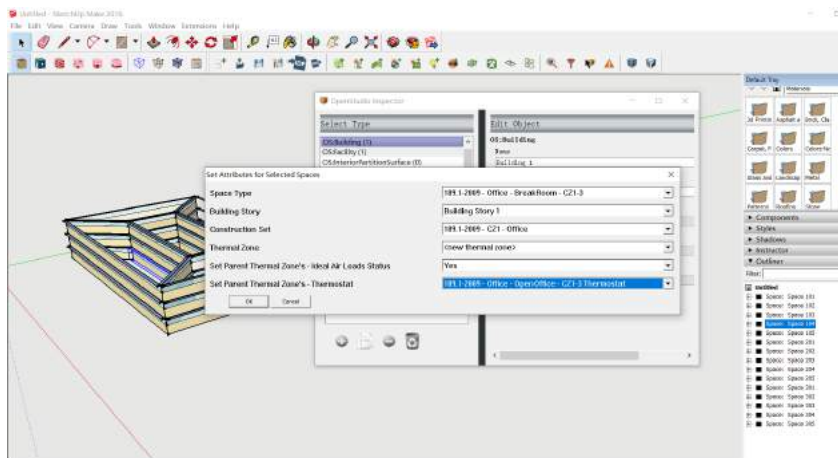 Untitled - SketchUp Make 2016
File Edit View Camera Draw Tools Window Extensions Help
OpenStudio Inspector
Select Type
Edit Object
OS:Building (1)
OS:Facility (1)
OS:InteriorPartitionSurface (0)
OS:Building
Name
Building 1
Set Attributes for Selected Spaces
Space Type
189.1-2009 - Office - BreakRoom - CZ1-3
Building Story
Building Story 1
Construction Set
189.1-2009 - CZ1 - Office
Thermal Zone
<new thermal zone>
Set Parent Thermal Zone's - Ideal Air Loads Status
Yes
Set Parent Thermal Zone's - Thermostat
189.1-2009 - Office - OpenOffice - CZ1-3 Thermostat
OK Cancel
Default Tray
Materials
Colors
Landscap Metal
Components
Styles
Shadows
Instructor
Outliner
Filter:
Untitled
Space: Space 101
Space: Space 102
Space: Space 103
Space: Space 104
Space: Space 105
Space: Space 201
Space: Space 202
Space: Space 203
Space: Space 204
Space: Space 205
Space: Space 301
Space: Space 302
Space: Space 303
Space: Space 304
Space: Space 305